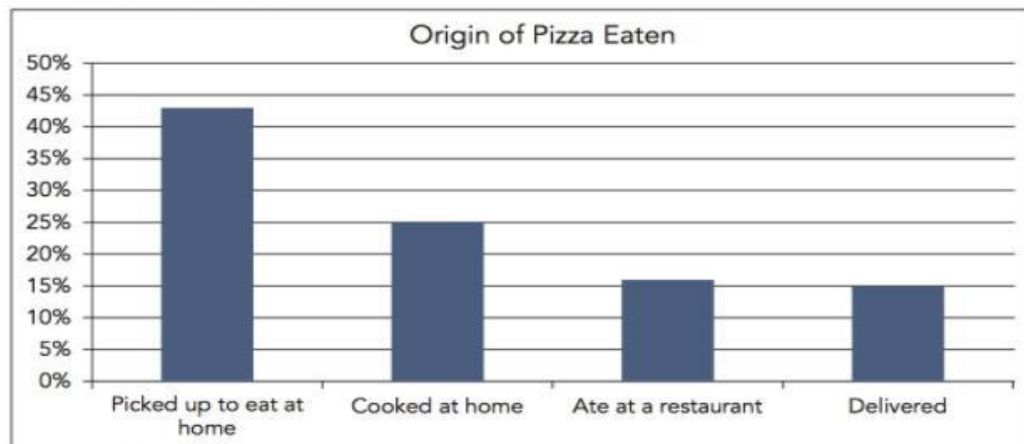 Origin of Pizza Eaten
50%
45%
40%
35%
30%
25%
20%
15%
10%
5%
0%
Picked up to eat at
home
Cooked at home
Ate at a restaurant
Delivered